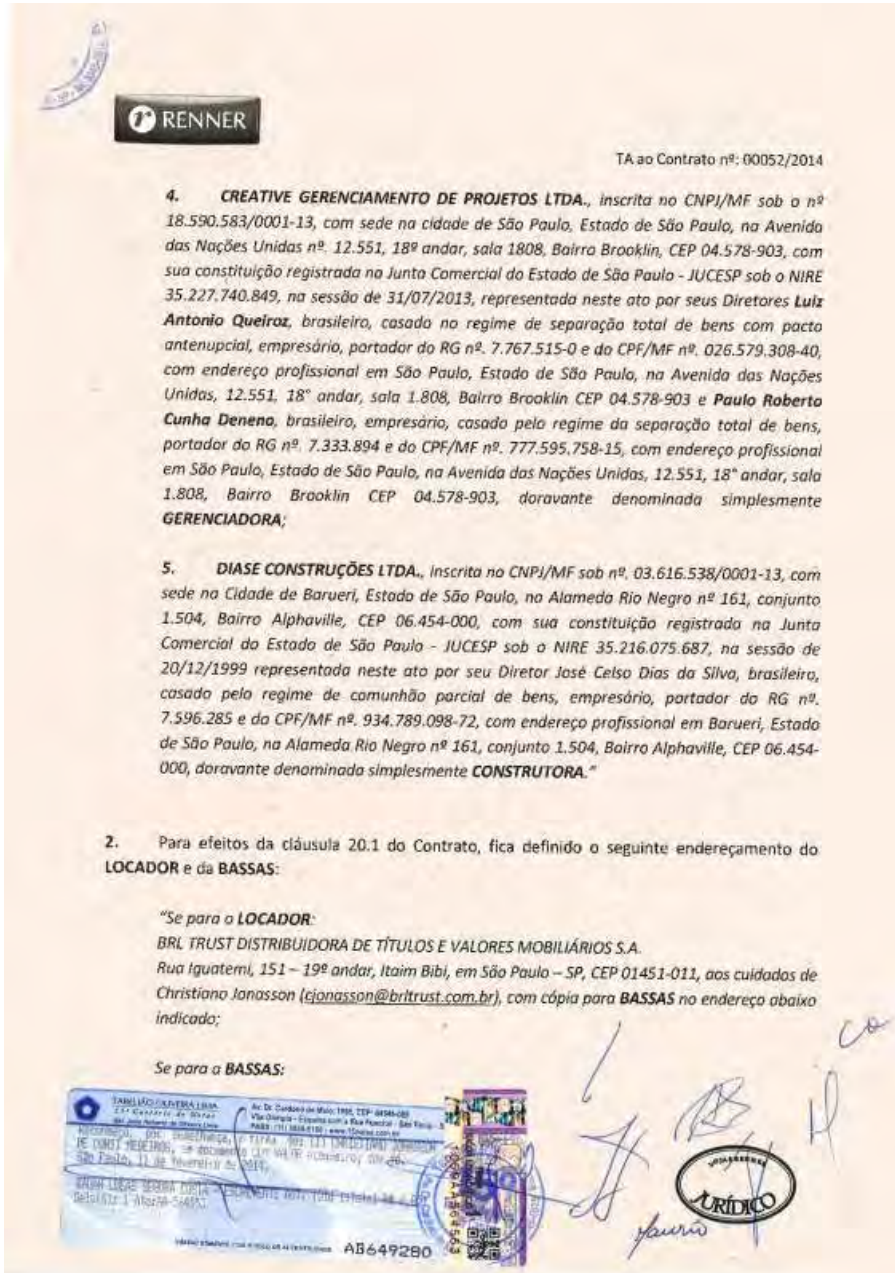 RENNER
TA ao Contrato nº: 00052/2014
4. CREATIVE GERENCIAMENTO DE PROJETOS LTDA., inscrita no CNPJ/MF sob o nº
18.590.583/0001-13, com sede na cidade de São Paulo, Estado de São Paulo, na Avenida
das Nações Unidas nº. 12.551, 18º andar, sala 1808, Bairro Brooklin, CEP 04.578-903, com
sua constituição registrada na Junta Comercial do Estado de São Paulo - JUCESP sob o NIRE
35.227.740.849, na sessão de 31/07/2013, representada neste ato por seus Diretores Luiz
Antonio Queiroz, brasileiro, casado no regime de separação total de bens com pacto
antenupcial, empresário, portador do RG nº. 7.767.515-0 e do CPF/MF nº. 026.579.308-40,
com endereço profissional em São Paulo, Estado de São Paulo, na Avenida das Nações
Unidas, 12.551, 18° andar, sala 1.808, Bairro Brooklin CEP 04.578-903 e Paulo Roberto
Cunha Deneno, brasileiro, empresário, casado pelo regime da separação total de bens,
portador do RG nº. 7.333.894 e do CPF/MF nº. 777.595.758-15, com endereço profissional
em São Paulo, Estado de São Paulo, na Avenida das Nações Unidas, 12.551, 18° andar, sala
1.808, Bairro Brooklin CEP 04.578-903, doravante denominada simplesmente
GERENCIADORA;
5. DIASE CONSTRUÇÕES LTDA., inscrita no CNPJ/MF sob nº. 03.616.538/0001-13, com
sede na Cidade de Barueri, Estado de São Paulo, na Alameda Rio Negro nº 161, conjunto
1.504, Bairro Alphaville, CEP 06.454-000, com sua constituição registrada na Junta
Comercial do Estado de São Paulo - JUCESP sob o NIRE 35.216.075.687, na sessão de
20/12/1999 representada neste ato por seu Diretor José Celso Dias da Silva, brasileiro,
casado pelo regime de comunhão parcial de bens, empresário, portador do RG nº.
7.596.285 e do CPF/MF nº. 934.789.098-72, com endereço profissional em Barueri, Estado
de São Paulo, na Alameda Rio Negro nº 161, conjunto 1.504, Bairro Alphaville, CEP 06.454-
000, doravante denominada simplesmente CONSTRUTORA."
2. Para efeitos da cláusula 20.1 do Contrato, fica definido o seguinte endereçamento do
LOCADOR e da BASSAS:
"Se para o LOCADOR:
BRL TRUST DISTRIBUIDORA DE TÍTULOS E VALORES MOBILIÁRIOS S.A.
Rua Iguatemi, 151 – 19º andar, Itaim Bibi, em São Paulo – SP, CEP 01451-011, aos cuidados de
Christiano Jonasson (cjonasson@brltrust.com.br), com cópia para BASSAS no endereço abaixo
indicado;
Se para a BASSAS:
TABELIÃO OLIVEIRA LIMA
São Paulo, 11 de fevereiro de 2014.
AB649280
JURÍDICO